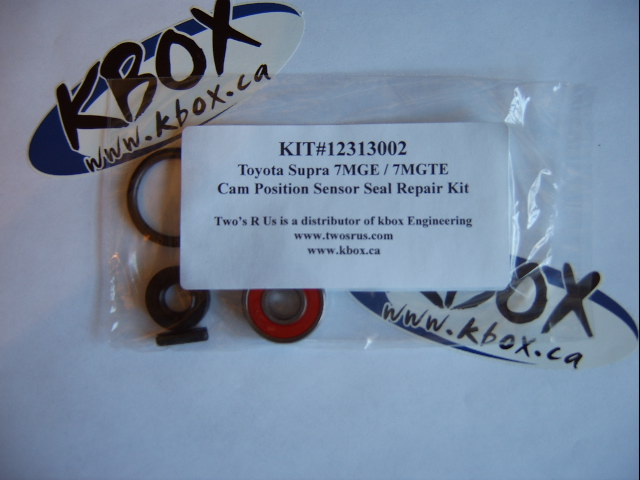 KBOX
www.kbox.ca
KIT#12313002
Toyota Supra 7MGE / 7MGTE
Cam Position Sensor Seal Repair Kit
Two's R Us is a distributor of kbox Engineering
www.twosrus.com
www.kbox.ca
KBOX
www.kbox.ca